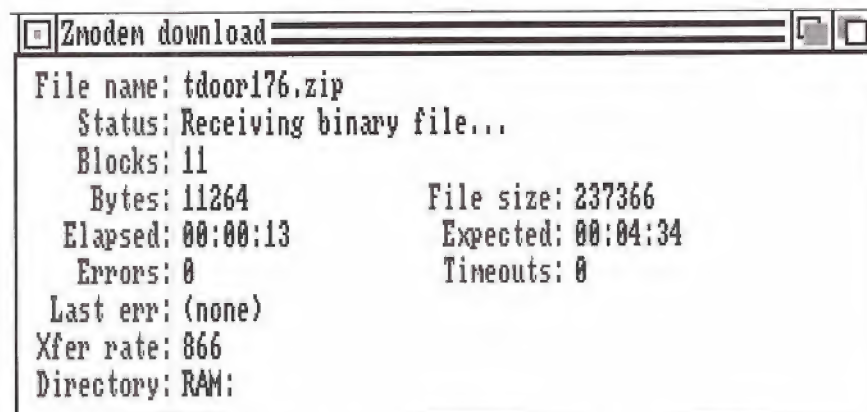 Zmodem download
File name: tdoor176.zip
Status: Receiving binary file...
Blocks: 11
Bytes: 11264 File size: 237366
Elapsed: 00:00:13 Expected: 00:04:34
Errors: 0 Timeouts: 0
Last err: (none)
Xfer rate: 866
Directory: RAM: